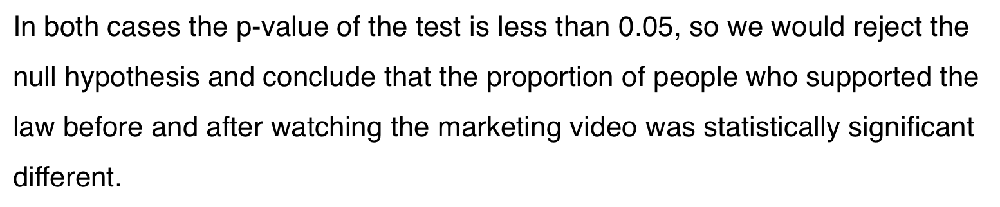 In both cases the p-value of the test is less than 0.05, so we would reject the
null hypothesis and conclude that the proportion of people who supported the
law before and after watching the marketing video was statistically significant
different.